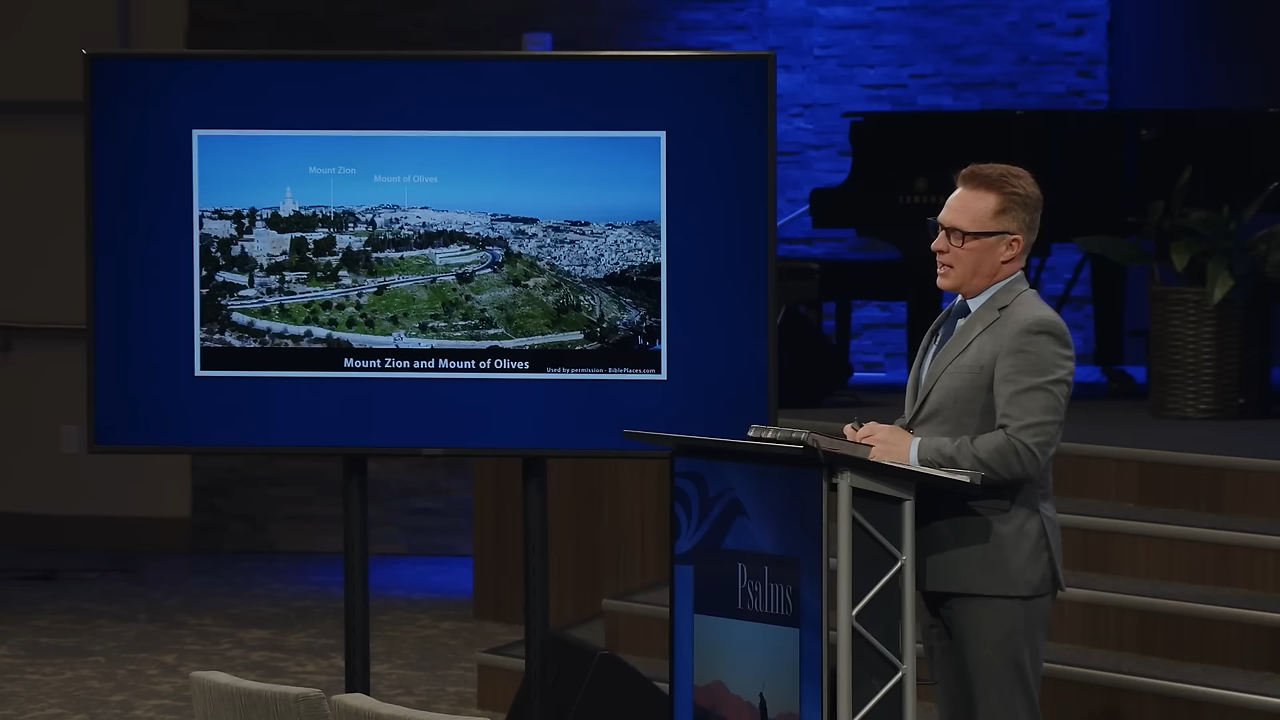 Mount Zion
Mount of Olives
Mount Zion and Mount of Olives
Used by permission - BiblePlaces.com
Psalms